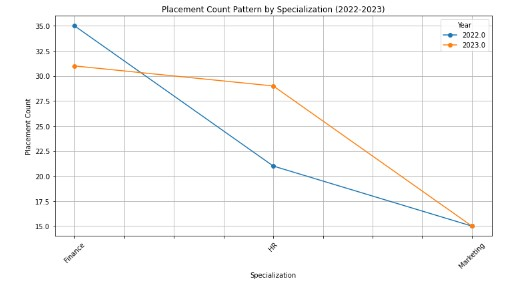 Placement Count Pattern by Specialization (2022-2023)
Year
2022.0
2023.0
Placement Count
35.0
32.5
30.0
27.5
25.0
22.5
20.0
17.5
15.0
Finance
HR
Marketing
Specialization